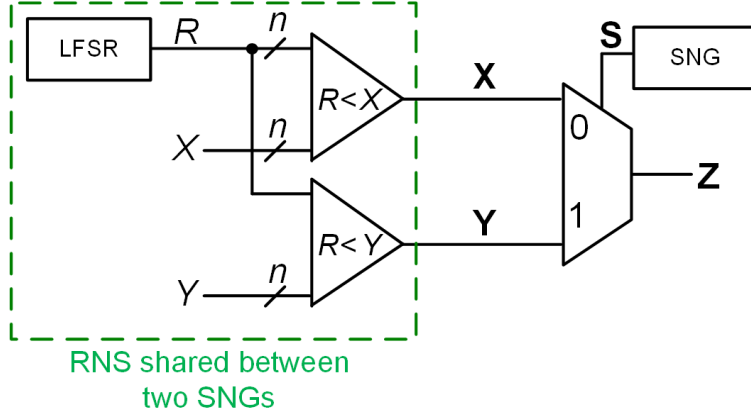 LFSR
R
n
R<X
X
n
X
S
SNG
0
Z
1
R<Y
Y
Y
n
RNS shared between
two SNGs